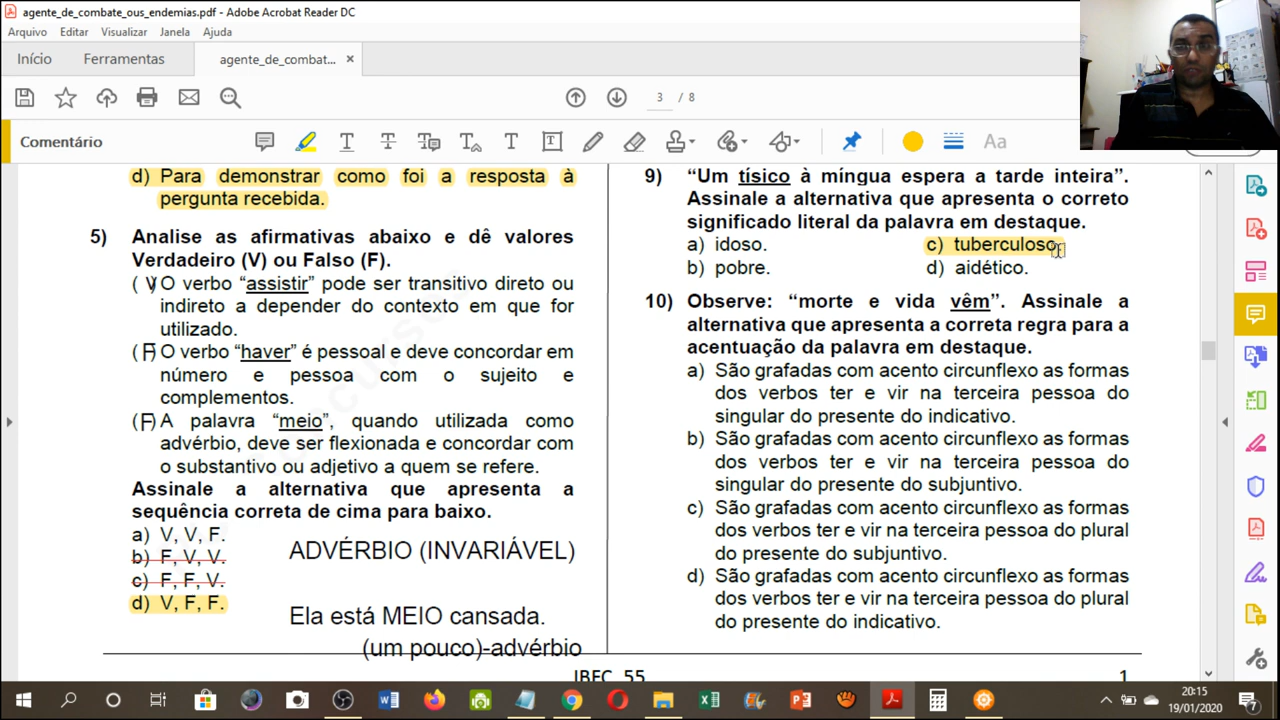 agente_de_combate_ous_endemias.pdf - Adobe Acrobat Reader DC
Arquivo Editar Visualizar Janela Ajuda
Início Ferramentas agente_de_combat... ×
3 / 8
Comentário
Aa
d) Para demonstrar como foi a resposta à
pergunta recebida.
5) Analise as afirmativas abaixo e dê valores
Verdadeiro (V) ou Falso (F).
( V)O verbo “assistir” pode ser transitivo direto ou
indireto a depender do contexto em que for
utilizado.
(F) O verbo “haver” é pessoal e deve concordar em
número e pessoa com o sujeito e
complementos.
(F) A palavra “meio”, quando utilizada como
advérbio, deve ser flexionada e concordar com
o substantivo ou adjetivo a quem se refere.
Assinale a alternativa que apresenta a
sequência correta de cima para baixo.
a) V, V, F.
b) F, V, V.
c) F, F, V.
d) V, F, F.
ADVÉRBIO (INVARIÁVEL)
Ela está MEIO cansada.
(um pouco)-advérbio
9) “Um tísico à míngua espera a tarde inteira”.
Assinale a alternativa que apresenta o correto
significado literal da palavra em destaque.
a) idoso. c) tuberculoso.
b) pobre. d) aidético.
10) Observe: “morte e vida vêm”. Assinale a
alternativa que apresenta a correta regra para a
acentuação da palavra em destaque.
a) São grafadas com acento circunflexo as formas
dos verbos ter e vir na terceira pessoa do
singular do presente do indicativo.
b) São grafadas com acento circunflexo as formas
dos verbos ter e vir na terceira pessoa do
singular do presente do subjuntivo.
c) São grafadas com acento circunflexo as formas
dos verbos ter e vir na terceira pessoa do plural
do presente do subjuntivo.
d) São grafadas com acento circunflexo as formas
dos verbos ter e vir na terceira pessoa do plural
do presente do indicativo.
IBFC_55 1
20:15
19/01/2020
7